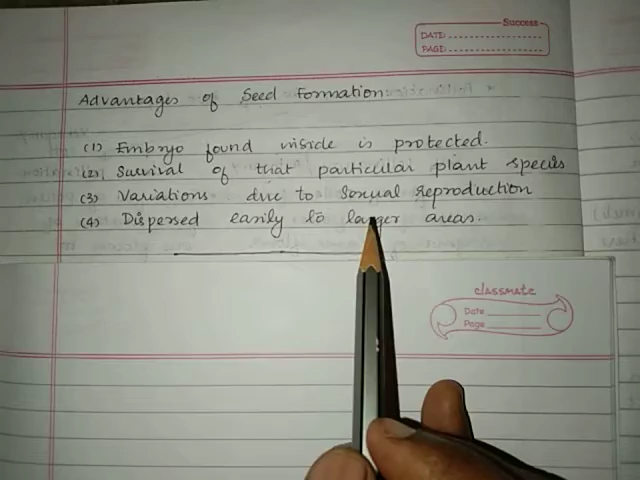 Success
DATE:
PAGE:
Advantages of Seed Formation
(1) Embryo found inside is protected.
(2) Survival of that particular plant species
(3) Variations due to sexual reproduction
(4) Dispersed easily to larger areas.
classmate
Date
Page